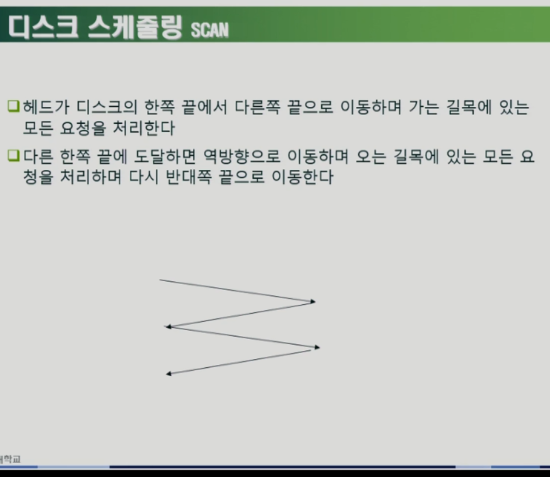 디스크 스케줄링 SCAN
헤드가 디스크의 한쪽 끝에서 다른쪽 끝으로 이동하며 가는 길목에 있는
모든 요청을 처리한다
다른 한쪽 끝에 도달하면 역방향으로 이동하며 오는 길목에 있는 모든 요
청을 처리하며 다시 반대쪽 끝으로 이동한다
학교